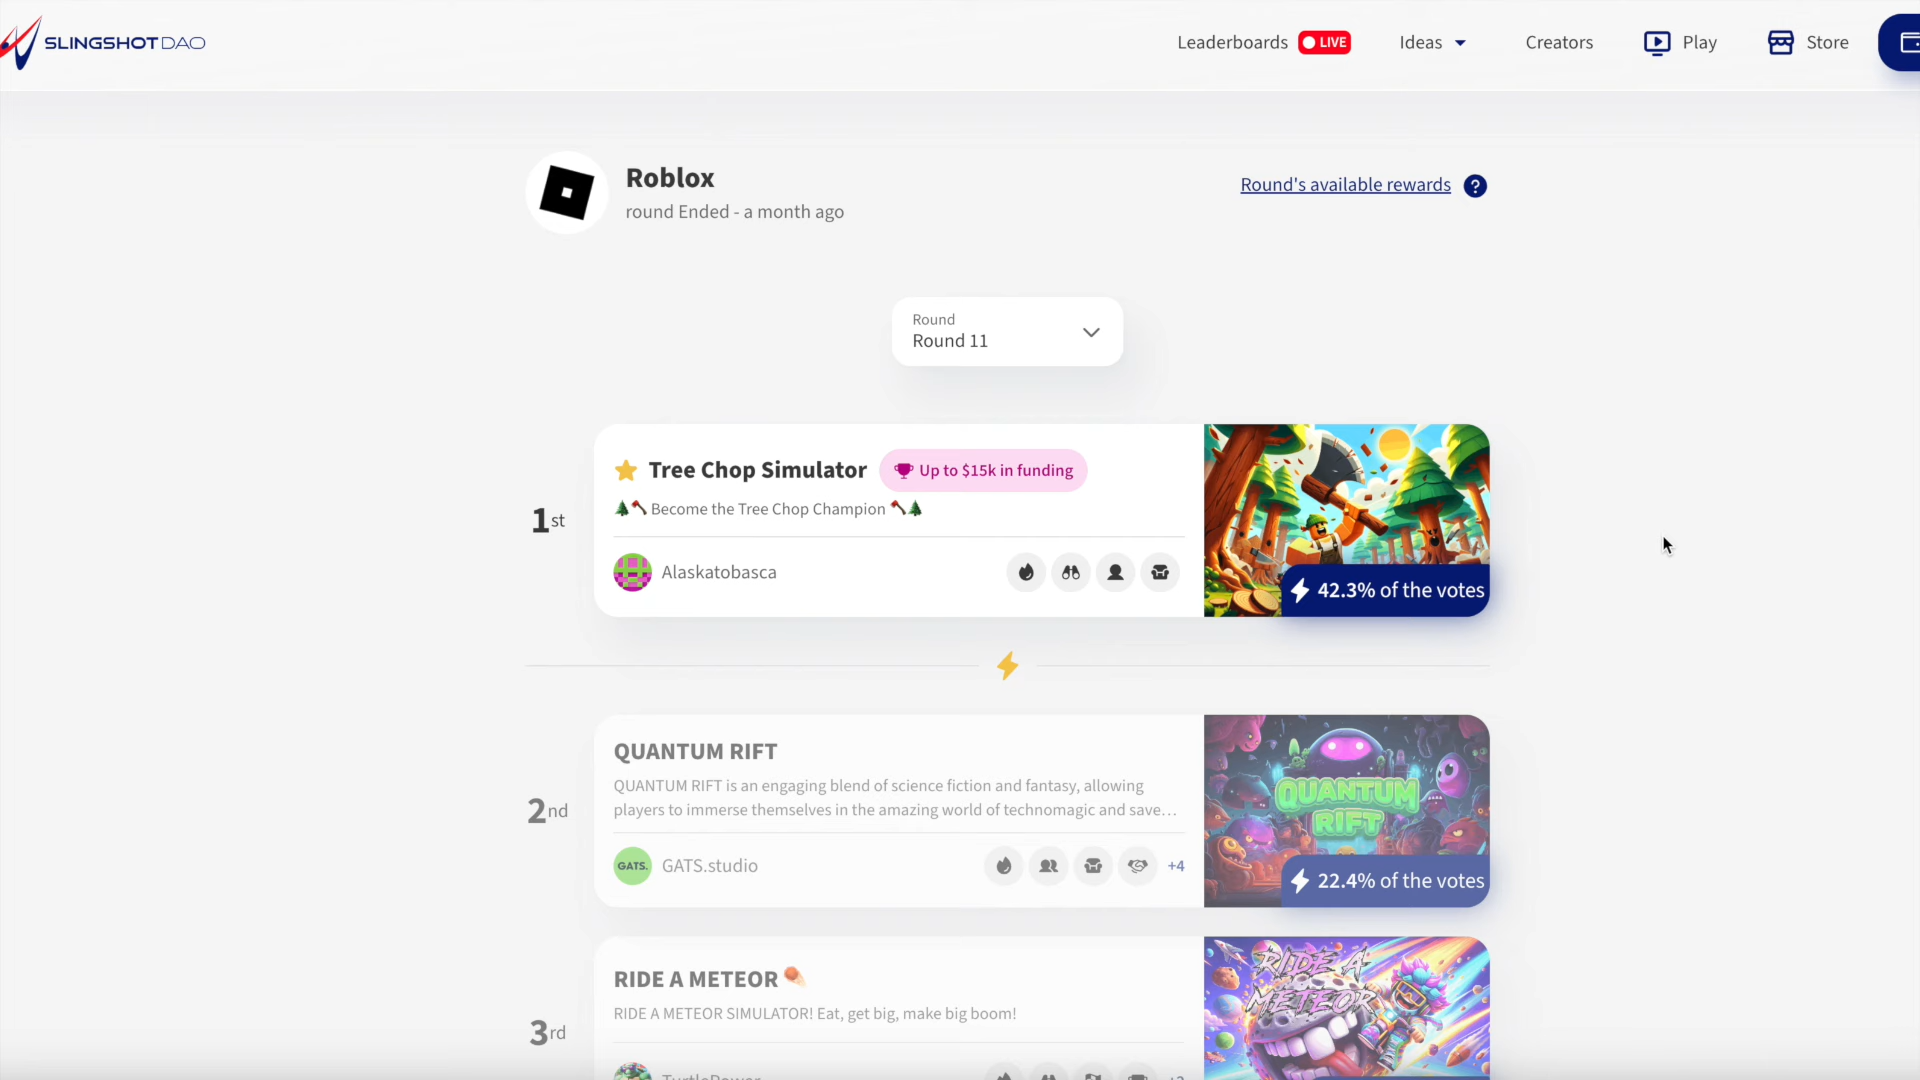 SLINGSHOT DAO
Leaderboards LIVE
Ideas
Creators
Play
Store
Roblox
round Ended - a month ago
Round's available rewards ?
Round
Round 11
1st
Tree Chop Simulator
Up to $15k in funding
Become the Tree Chop Champion
Alaskatobasca
42.3% of the votes
2nd
QUANTUM RIFT
QUANTUM RIFT is an engaging blend of science fiction and fantasy, allowing
players to immerse themselves in the amazing world of technomagic and save...
GATS.
GATS.studio
+4
QUANTUM
RIFT
22.4% of the votes
3rd
RIDE A METEOR
RIDE A METEOR SIMULATOR! Eat, get big, make big boom!
RIDE A
METEOR